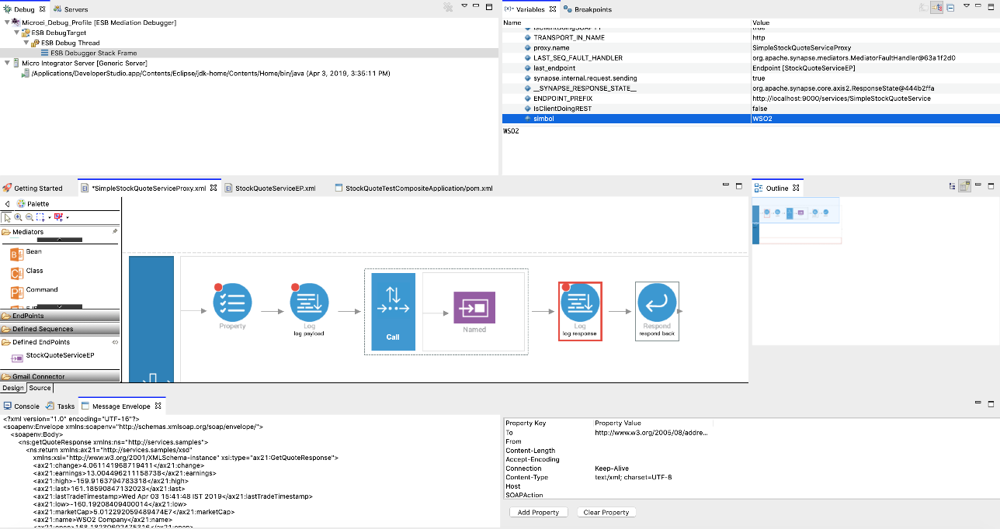 Debug
Servers
Microei_Debug_Profile [ESB Mediation Debugger]
ESB DebugTarget
ESB Debug Thread
ESB Debugger Stack Frame
Micro Integrator Server [Generic Server]
/Applications/DeveloperStudio.app/Contents/Eclipse/jdk-home/Contents/Home/bin/java (Apr 3, 2019, 3:35:11 PM)
(x)= Variables
Breakpoints
Name Value
TRANSPORT_IN_NAME http
proxy.name SimpleStockQuoteServiceProxy
LAST_SEQ_FAULT_HANDLER org.apache.synapse.mediators.MediatorFaultHandler@63a1f2d0
last_endpoint Endpoint [StockQuoteServiceEP]
synapse.internal.request.sending true
__SYNAPSE_RESPONSE_STATE__ org.apache.synapse.core.axis2.ResponseState@444b2ffa
ENDPOINT_PREFIX http://localhost:9000/services/SimpleStockQuoteService
IsClientDoingREST false
simbol WSO2
WSO2
Getting Started
*SimpleStockQuoteServiceProxy.xml
StockQuoteServiceEP.xml
StockQuoteTestCompositeApplication/pom.xml
Outline
Palette
Mediators
Bean
Class
Command
EndPoints
Defined Sequences
Defined EndPoints
StockQuoteServiceEP
Gmail Connector
Property
Log
log payload
Call
Named
Log
log response
Respond
respond back
Design
Source
Console
Tasks
Message Envelope
<?xml version="1.0" encoding="UTF-16"?>
<soapenv:Envelope xmlns:soapenv="http://schemas.xmlsoap.org/soap/envelope/">
<soapenv:Body>
<ns:getQuoteResponse xmlns:ns="http://services.samples">
<ns:return xmlns:ax21="http://services.samples/xsd"
xmlns:xsi="http://www.w3.org/2001/XMLSchema-instance" xsi:type="ax21:GetQuoteResponse">
<ax21:change>4.061141968719411</ax21:change>
<ax21:earnings>13.004496211158738</ax21:earnings>
<ax21:high>-159.9163794783318</ax21:high>
<ax21:last>161.18590847132023</ax21:last>
<ax21:lastTradeTimestamp>Wed Apr 03 15:41:48 IST 2019</ax21:lastTradeTimestamp>
<ax21:low>-160.19208409400014</ax21:low>
<ax21:marketCap>5.012292059489474E7</ax21:marketCap>
<ax21:name>WSO2 Company</ax21:name>
Property Key Property Value
To http://www.w3.org/2005/08/addre...
From
Content-Length
Accept-Encoding
Connection Keep-Alive
Content-Type text/xml; charset=UTF-8
Host
SOAPAction
Add Property
Clear Property